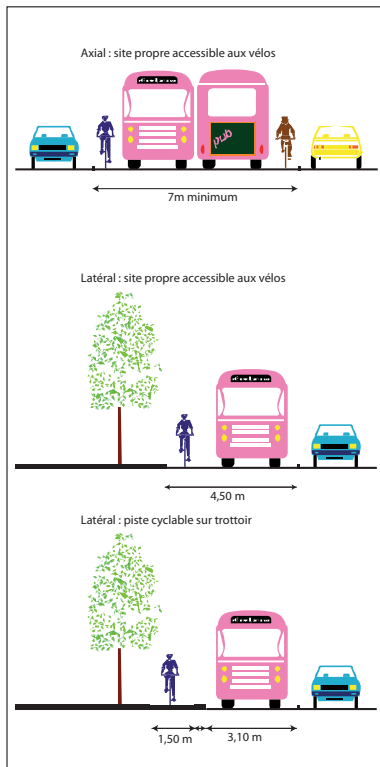 Axial : site propre accessible aux vélos
pub
7m minimum
Latéral : site propre accessible aux vélos
4,50 m
Latéral : piste cyclable sur trottoir
1,50 m
3,10 m